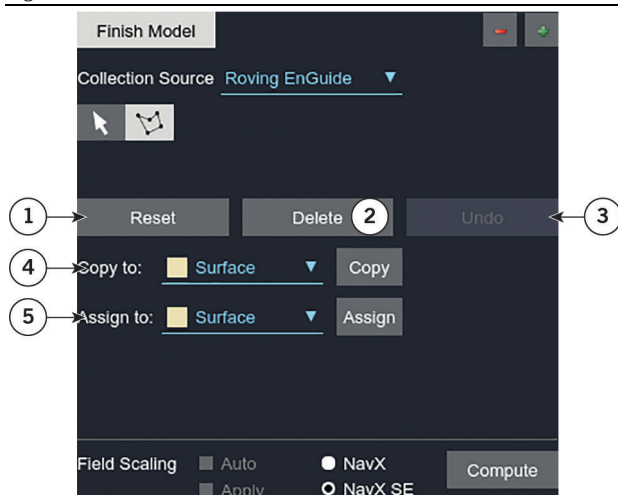 Finish Model
Collection Source Roving EnGuide
1 Reset Delete 2 Undo 3
4 Copy to: Surface Copy
5 Assign to: Surface Assign
Field Scaling Auto NavX Compute
Apply NavX SE